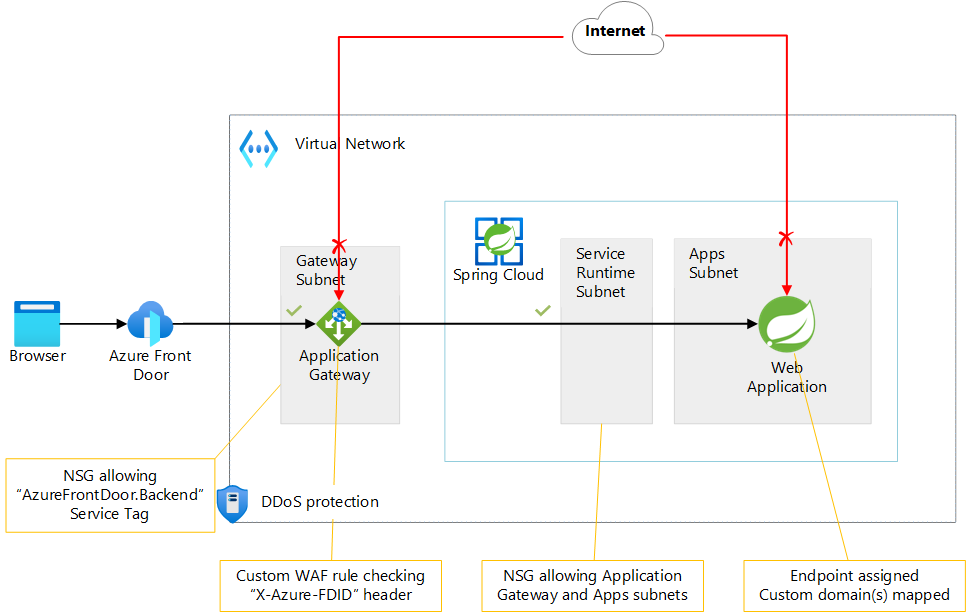 Internet
Virtual Network
Gateway
Subnet
Spring Cloud
Service
Runtime
Subnet
Apps
Subnet
Browser
Azure Front
Door
Application
Gateway
Web
Application
NSG allowing
“AzureFrontDoor.Backend”
Service Tag
DDoS protection
Custom WAF rule checking
“X-Azure-FDID” header
NSG allowing Application
Gateway and Apps subnets
Endpoint assigned
Custom domain(s) mapped